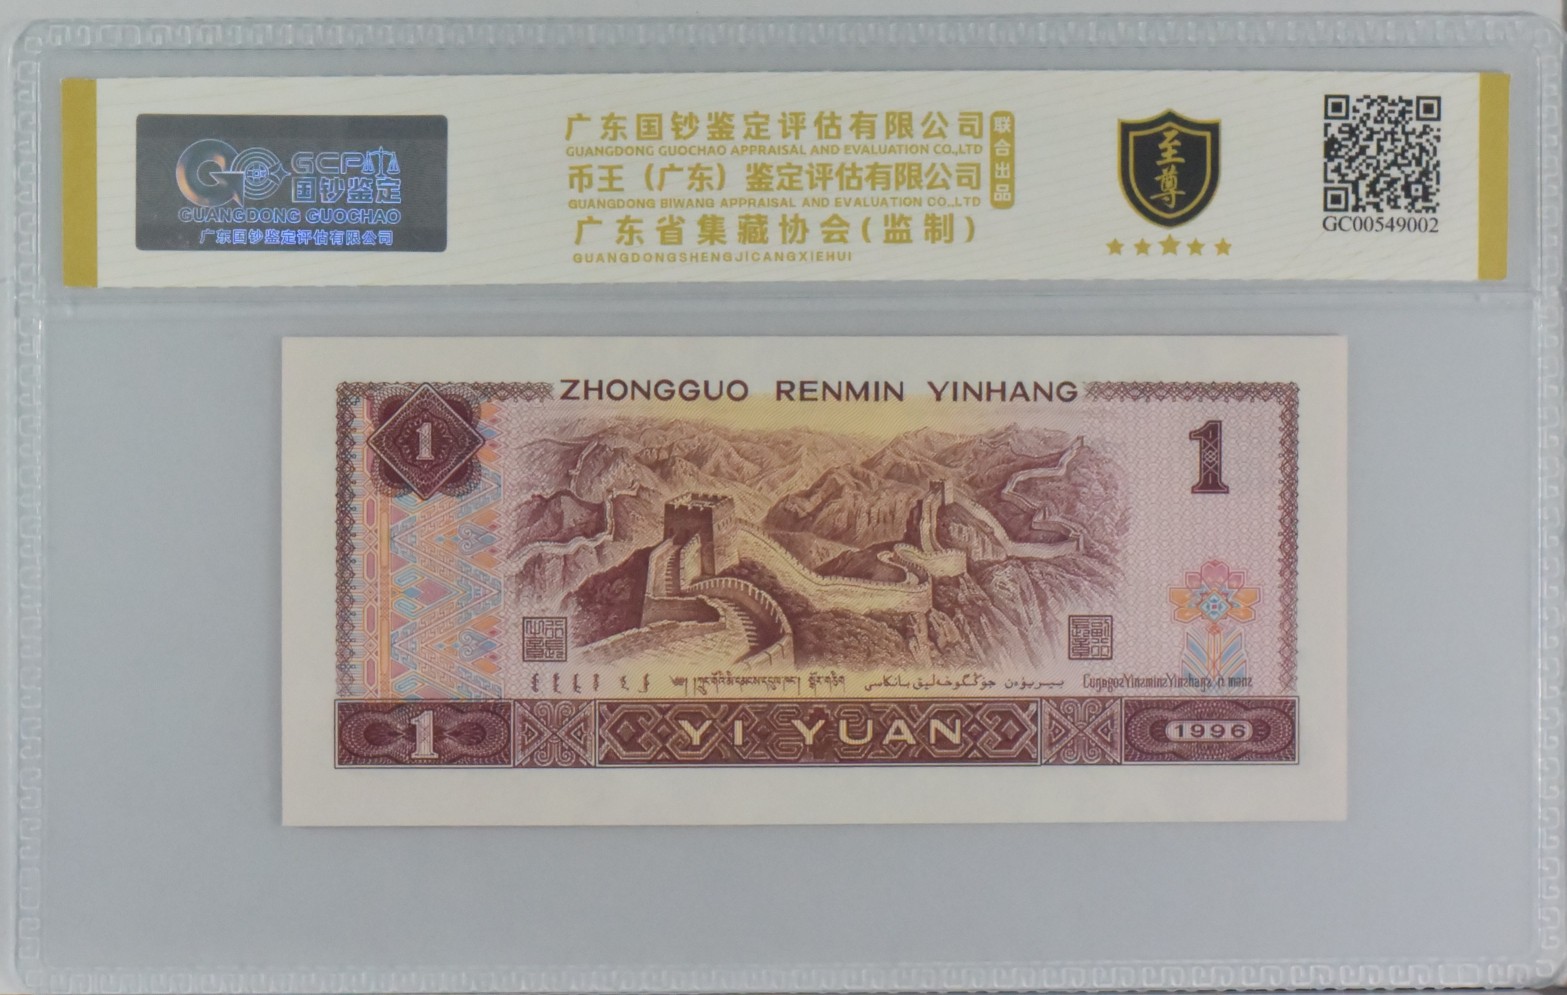 GCP
国钞鉴定
GUANGDONG GUOCHAO
广东国钞鉴定评估有限公司
广东国钞鉴定评估有限公司
GUANGDONG GUOCHAO APPRAISAL AND EVALUATION CO.,LTD
币王（广东）鉴定评估有限公司
GUANGDONG BIWANG APPRAISAL AND EVALUATION CO.,LTD
联合出品
广东省集藏协会(监制)
GUANGDONGSHENGJICANGXIEHUI
至尊
GC00549002
ZHONGGUO RENMIN YINHANG
1
1
1
YI YUAN
1996